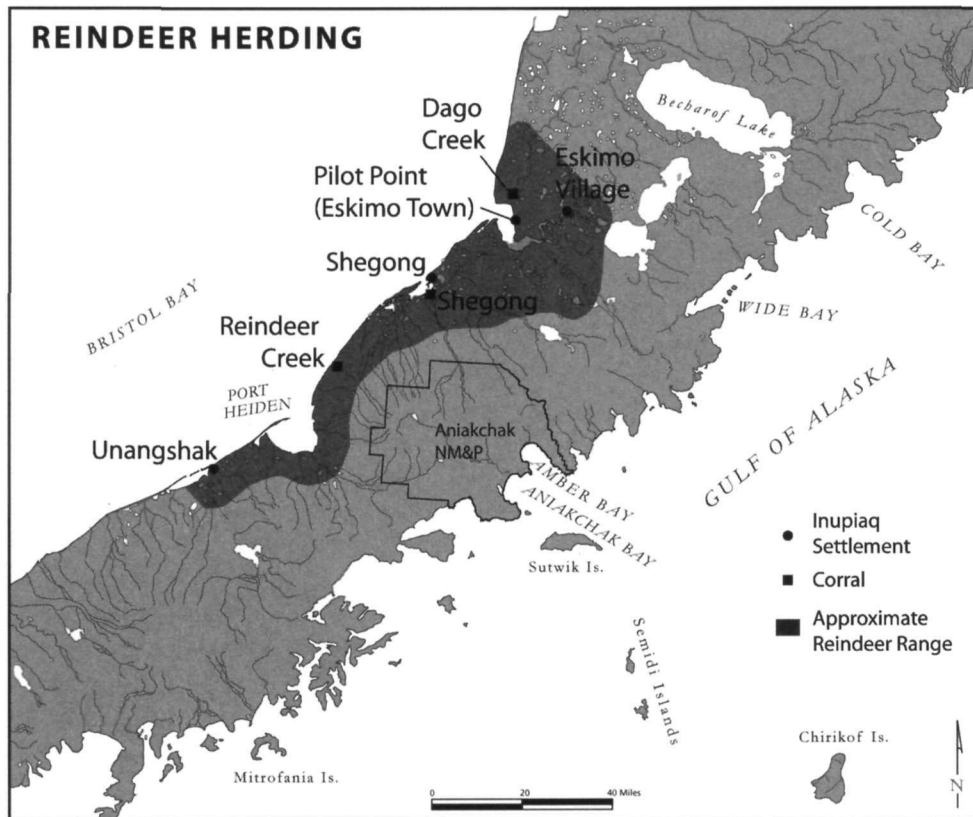 REINDEER HERDING
Becharof Lake
Dago
Creek
Eskimo
Village
Pilot Point
(Eskimo Town)
COLD BAY
Shegong
Shegong
WIDE BAY
BRISTOL BAY
Reindeer
Creek
PORT
HEIDEN
GULF OF ALASKA
Unangshak
Aniakchak
NM&P
AMBER BAY
ANIAKCHAK BAY
Sutwik Is.
Inupiaq
Settlement
Corral
Approximate
Reindeer Range
Semidi Islands
Chirikof Is.
Mitrofania Is.
0 20 40 Miles
N